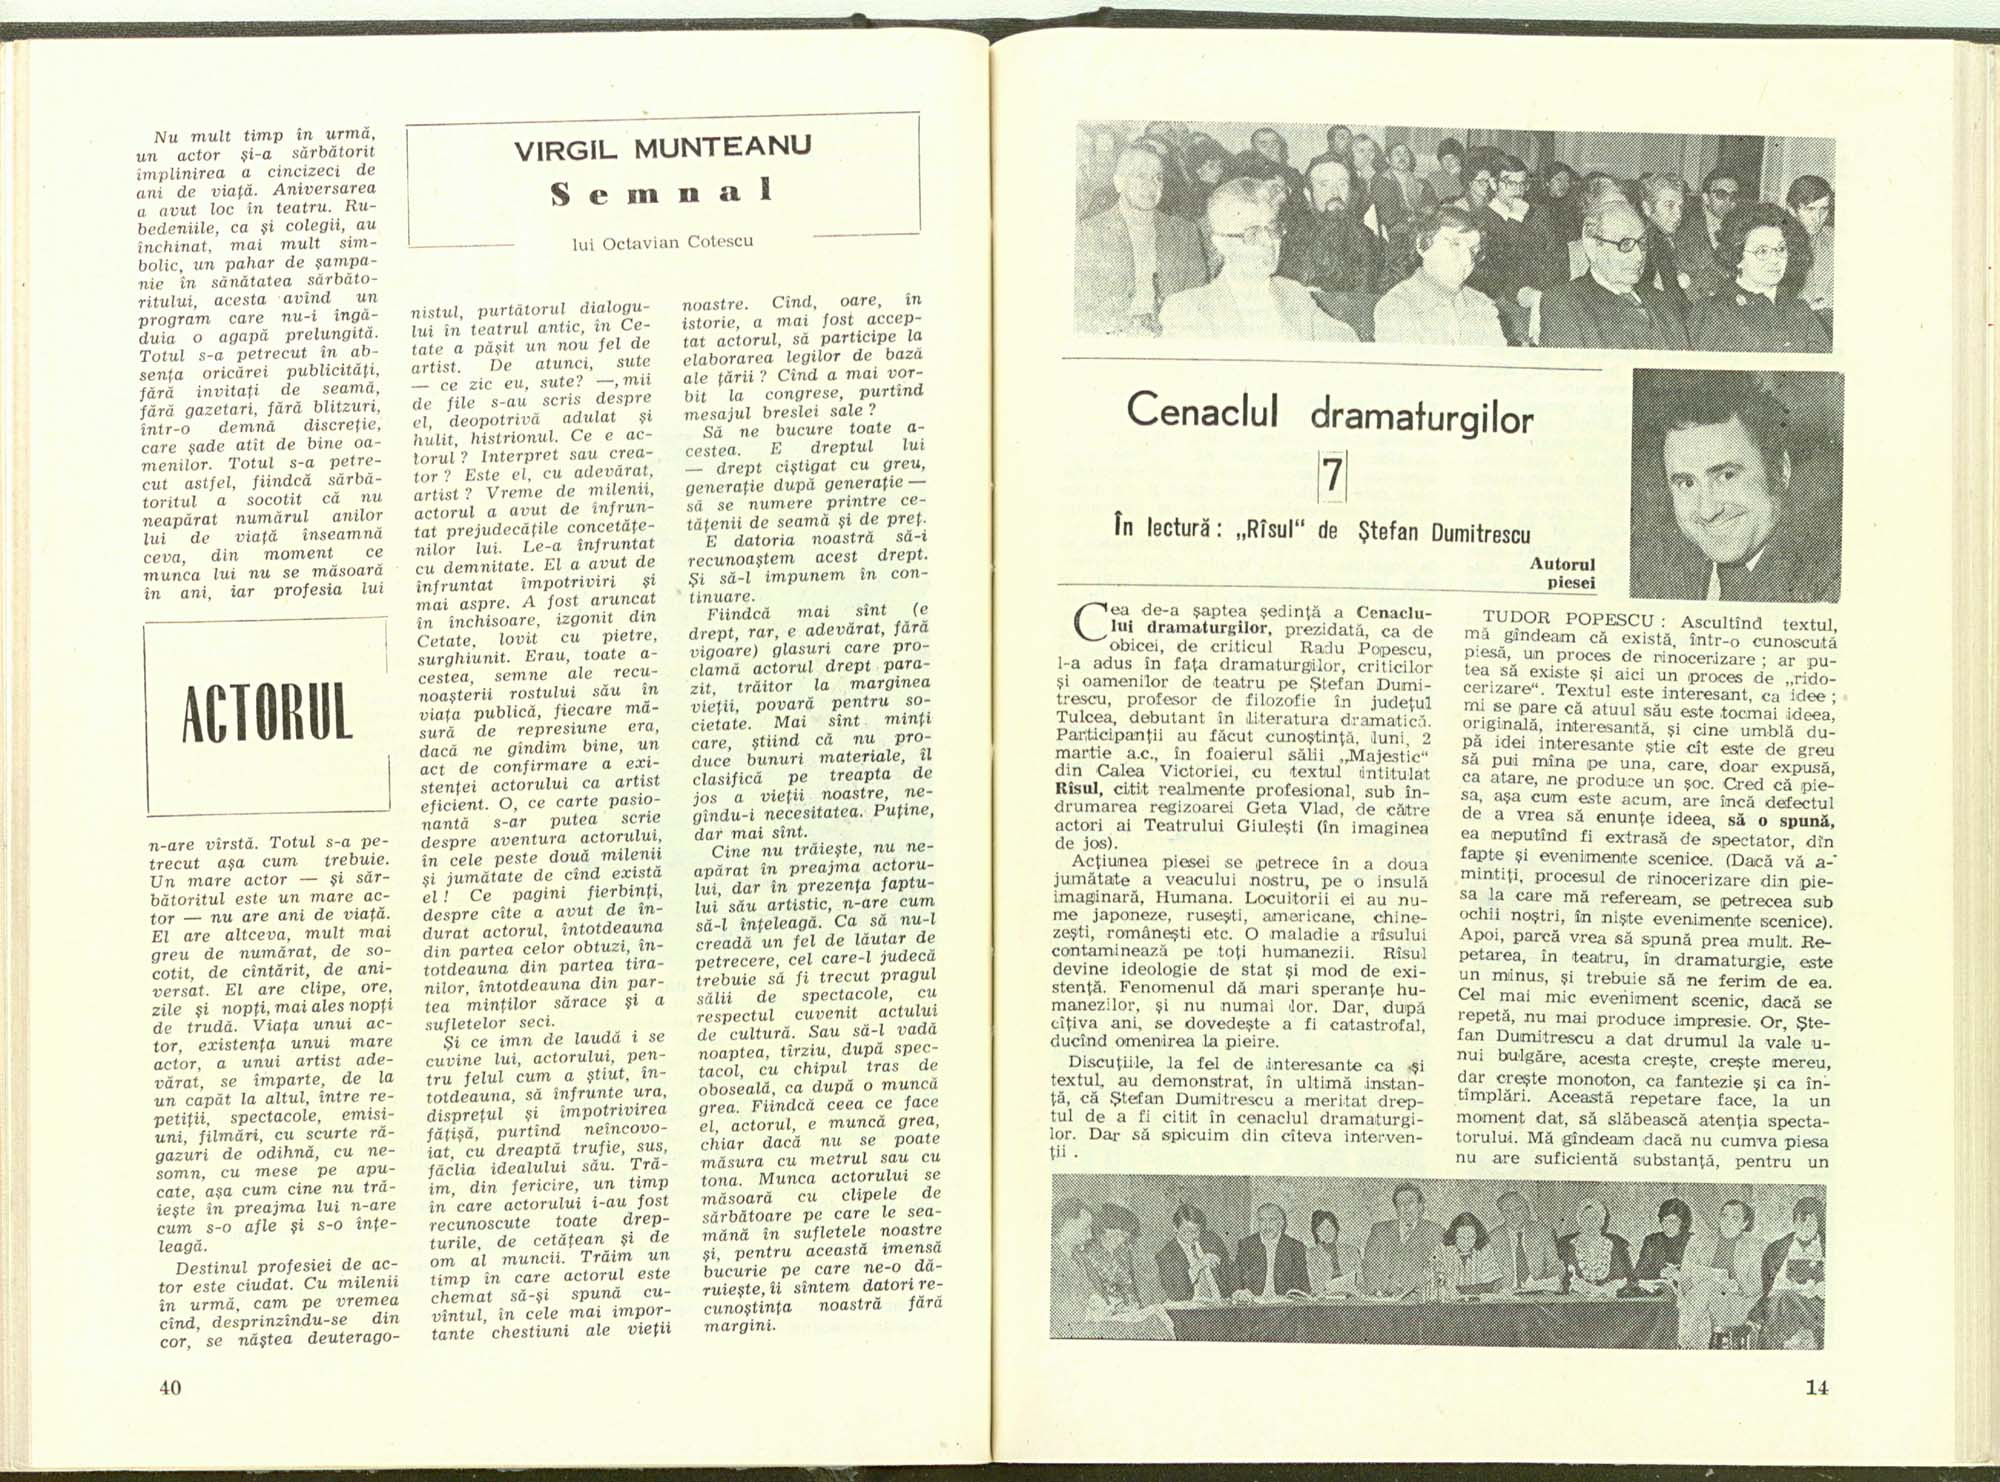 Nu mult timp în urmă,
un actor și-a sărbătorit
împlinirea a cincizeci de
ani de viață. Aniversarea
a avut loc în teatru. Ru-
bedeniile, ca și colegii, au
închinat, mai mult sim-
bolic, un pahar de șampa-
nie în sănătatea sărbăto-
ritului, acesta avînd un
program care nu-i îngă-
duia o agapă prelungită.
Totul s-a petrecut în ab-
sența oricărei publicități,
fără invitați de seamă,
fără gazetari, fără blitzuri,
într-o demnă discreție,
care șade atît de bine oa-
menilor. Totul s-a petre-
cut astfel, fiindcă sărbă-
toritul a socotit că nu
neapărat numărul anilor
lui de viață înseamnă
ceva, din moment ce
munca lui nu se măsoară
în ani, iar profesia lui
ACTORUL
n-are vîrstă. Totul s-a pe-
trecut așa cum trebuie.
Un mare actor — și săr-
bătoritul este un mare ac-
tor — nu are ani de viață.
El are altceva, mult mai
greu de numărat, de so-
cotit, de cîntărit, de ani-
versat. El are clipe, ore,
zile și nopți, mai ales nopți
de trudă. Viața unui ac-
tor, existența unui mare
actor, a unui artist ade-
vărat, se împarte, de la
un capăt la altul, între re-
petiții, spectacole, emisi-
uni, filmări, cu scurte ră-
gazuri de odihnă, cu ne-
somn, cu mese pe apu-
cate, așa cum cine nu tră-
iește în preajma lui n-are
cum s-o afle și s-o înțe-
leagă.
Destinul profesiei de ac-
tor este ciudat. Cu milenii
în urmă, cam pe vremea
cînd, desprinzîndu-se din
cor, se năștea deuterago-
40
VIRGIL MUNTEANU
Semnal
lui Octavian Cotescu
nistul, purtătorul dialogu-
lui în teatrul antic, în Ce-
tate a pășit un nou fel de
artist. De atunci, sute
— ce zic eu, sute? —, mii
de file s-au scris despre
el, deopotrivă adulat și
hulit, histrionul. Ce e ac-
torul ? Interpret sau crea-
tor ? Este el, cu adevărat,
artist ? Vreme de milenii,
actorul a avut de înfrun-
tat prejudecățile concetățe-
nilor lui. Le-a înfruntat
cu demnitate. El a avut de
înfruntat împotriviri și
mai aspre. A fost aruncat
în închisoare, izgonit din
Cetate, lovit cu pietre,
surghiunit. Erau, toate a-
cestea, semne ale recu-
noașterii rostului său în
viața publică, fiecare mă-
sură de represiune era,
dacă ne gîndim bine, un
act de confirmare a exi-
stenței actorului ca artist
eficient. O, ce carte pasio-
nantă s-ar putea scrie
despre aventura actorului,
în cele peste două milenii
și jumătate de cînd există
el ! Ce pagini fierbinți,
despre cîte a avut de în-
durat actorul, întotdeauna
din partea celor obtuzi, în-
totdeauna din partea tira-
nilor, întotdeauna din par-
tea minților sărace și a
sufletelor seci.
Și ce imn de laudă i se
cuvine lui, actorului, pen-
tru felul cum a știut, în-
totdeauna, să înfrunte ura,
disprețul și împotrivirea
fățișă, purtînd neîncovo-
iat, cu dreaptă trufie, sus,
făclia idealului său. Tră-
im, din fericire, un timp
în care actorului i-au fost
recunoscute toate drep-
turile, de cetățean și de
om al muncii. Trăim un
timp în care actorul este
chemat să-și spună cu-
vîntul, în cele mai impor-
tante chestiuni ale vieții
noastre. Cînd, oare, în
istorie, a mai fost accep-
tat actorul, să participe la
elaborarea legilor de bază
ale țării ? Cînd a mai vor-
bit la congrese, purtînd
mesajul breslei sale ?
Să ne bucure toate a-
cestea. E dreptul lui
— drept cîștigat cu greu,
generație după generație —
să se numere printre ce-
tățenii de seamă și de preț.
E datoria noastră să-i
recunoaștem acest drept.
Și să-l impunem în con-
tinuare.
Fiindcă mai sînt (e
drept, rar, e adevărat, fără
vigoare) glasuri care pro-
clamă actorul drept para-
zit, trăitor la marginea
vieții, povară pentru so-
cietate. Mai sînt minți
care, știind că nu pro-
duce bunuri materiale, îl
clasifică pe treapta de
jos a vieții noastre, ne-
gîndu-i necesitatea. Puține,
dar mai sînt.
Cine nu trăiește, nu ne-
apărat în preajma actoru-
lui, dar în prezența faptu-
lui său artistic, n-are cum
să-l înțeleagă. Ca să nu-l
creadă un fel de lăutar de
petrecere, cel care-l judecă
trebuie să fi trecut pragul
sălii de spectacole, cu
respectul cuvenit actului
de cultură. Sau să-l vadă
noaptea, tîrziu, după spec-
tacol, cu chipul tras de
oboseală, ca după o muncă
grea. Fiindcă ceea ce face
el, actorul, e muncă grea,
chiar dacă nu se poate
măsura cu metrul sau cu
tona. Munca actorului se
măsoară cu clipele de
sărbătoare pe care le sea-
mănă în sufletele noastre
și, pentru această imensă
bucurie pe care ne-o dă-
ruiește, îi sîntem datori re-
cunoștința noastră fără
margini.
Cenaclul dramaturgilor
7
În lectură : „Rîsul“ de Ștefan Dumitrescu
Autorul
piesei
Cea de-a șaptea ședință a Cenaclu-
lui dramaturgilor, prezidată, ca de
obicei, de criticul Radu Popescu,
l-a adus în fața dramaturgilor, criticilor
și oamenilor de teatru pe Ștefan Dumi-
trescu, profesor de filozofie în județul
Tulcea, debutant în literatura dramatică.
Participanții au făcut cunoștință, luni, 2
martie a.c., în foaierul sălii „Majestic“
din Calea Victoriei, cu textul intitulat
Rîsul, citit realmente profesional, sub în-
drumarea regizoarei Geta Vlad, de către
actori ai Teatrului Giulești (în imaginea
de jos).
Acțiunea piesei se petrece în a doua
jumătate a veacului nostru, pe o insulă
imaginară, Humana. Locuitorii ei au nu-
me japoneze, rusești, americane, chine-
zești, românești etc. O maladie a rîsului
contaminează pe toți humanezii. Rîsul
devine ideologie de stat și mod de exi-
stență. Fenomenul dă mari speranțe hu-
manezilor, și nu numai lor. Dar, după
cîțiva ani, se dovedește a fi catastrofal,
ducînd omenirea la pieire.
Discuțiile, la fel de interesante ca și
textul, au demonstrat, în ultimă instan-
ță, că Ștefan Dumitrescu a meritat drep-
tul de a fi citit în cenaclul dramaturgi-
lor. Dar să spicuim din cîteva interven-
ții .
TUDOR POPESCU : Ascultînd textul,
mă gîndeam că există, într-o cunoscută
piesă, un proces de rinocerizare ; ar pu-
tea să existe și aici un proces de „rido-
cerizare“. Textul este interesant, ca idee ;
mi se pare că atuul său este tocmai ideea,
originală, interesantă, și cine umblă du-
pă idei interesante știe cît este de greu
să pui mîna pe una, care, doar expusă,
ca atare, ne produce un șoc. Cred că pie-
sa, așa cum este acum, are încă defectul
de a vrea să enunțe ideea, să o spună,
ea neputînd fi extrasă de spectator, din
fapte și evenimente scenice. (Dacă vă a-
mintiți, procesul de rinocerizare din pie-
sa la care mă refeream, se petrecea sub
ochii noștri, în niște evenimente scenice).
Apoi, parcă vrea să spună prea mult. Re-
petarea, în teatru, în dramaturgie, este
un minus, și trebuie să ne ferim de ea.
Cel mai mic eveniment scenic, dacă se
repetă, nu mai produce impresie. Or, Ște-
fan Dumitrescu a dat drumul la vale u-
nui bulgăre, acesta crește, crește mereu,
dar crește monoton, ca fantezie și ca în-
tîmplări. Această repetare face, la un
moment dat, să slăbească atenția specta-
torului. Mă gîndeam dacă nu cumva piesa
nu are suficientă substanță, pentru un
14